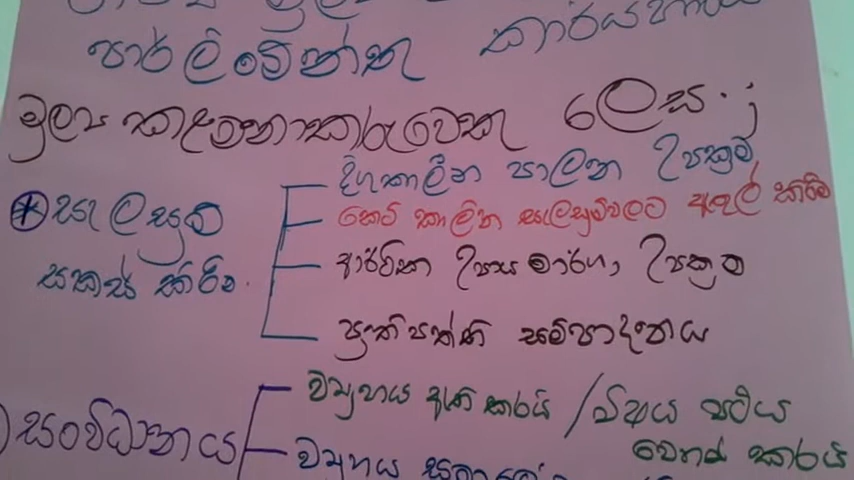 පාර්ලිමේන්තු කාර්යභාරය
මුල්‍ය කළමනාකරුවෙකු ලෙස.;
දිගුකාලීන පාලන උපක්‍රම
කෙටි කාලීන සැලසුම්වලට අදාල් කිරීම
සැලසුම්
සකස් කිරීම.
ආර්ථික උපාය මාර්ග, උපක්‍රම
ප්‍රතිපත්ති සම්පාදනය
ව්‍යුහය ඇති කරයි / විෂය පථය
වෙනස් කරයි
සංවිධානය
ව්‍යුහය